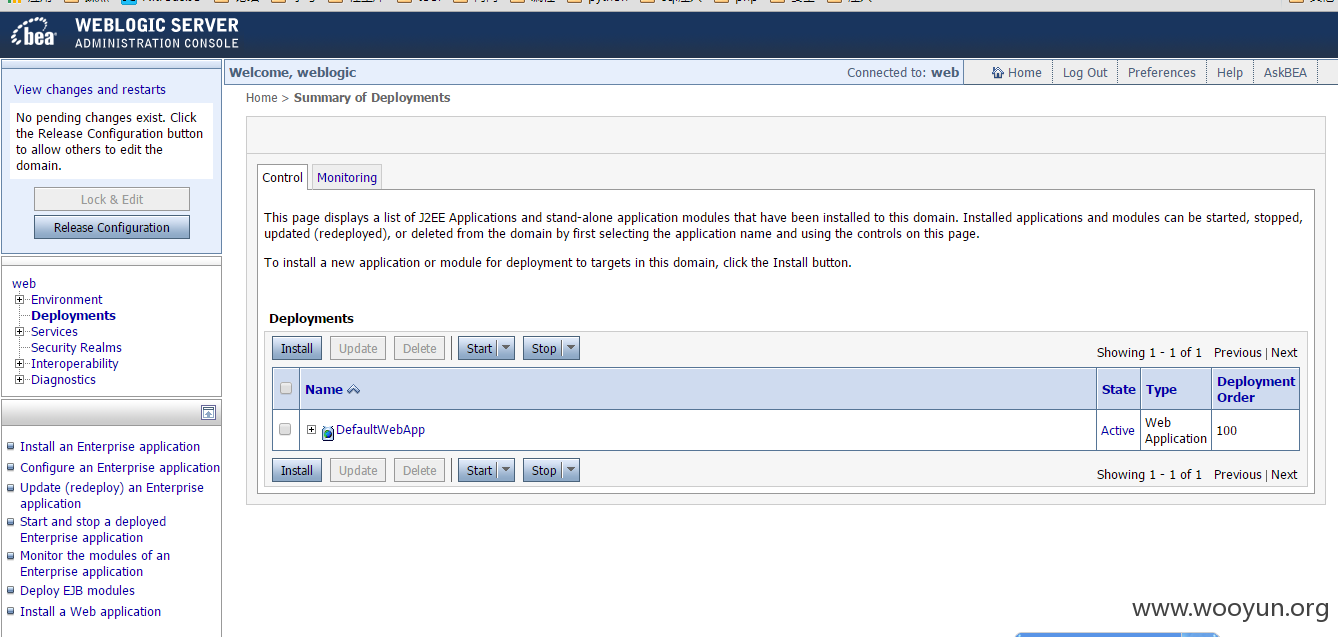 python
php
bea
WEBLOGIC SERVER
ADMINISTRATION CONSOLE
Welcome, weblogic
Connected to: web
Home
Log Out
Preferences
Help
AskBEA
Home > Summary of Deployments
View changes and restarts
No pending changes exist. Click
the Release Configuration button
to allow others to edit the
domain.
Lock & Edit
Release Configuration
web
Environment
Deployments
Services
Security Realms
Interoperability
Diagnostics
Install an Enterprise application
Configure an Enterprise application
Update (redeploy) an Enterprise
application
Start and stop a deployed
Enterprise application
Monitor the modules of an
Enterprise application
Deploy EJB modules
Install a Web application
Control
Monitoring
This page displays a list of J2EE Applications and stand-alone application modules that have been installed to this domain. Installed applications and modules can be started, stopped,
updated (redeployed), or deleted from the domain by first selecting the application name and using the controls on this page.
To install a new application or module for deployment to targets in this domain, click the Install button.
Deployments
Install Update Delete Start Stop
Showing 1 - 1 of 1 Previous | Next
Name State Type Deployment
Order
DefaultWebApp Active Web
Application 100
Install Update Delete Start Stop
Showing 1 - 1 of 1 Previous | Next
www.wooyun.org